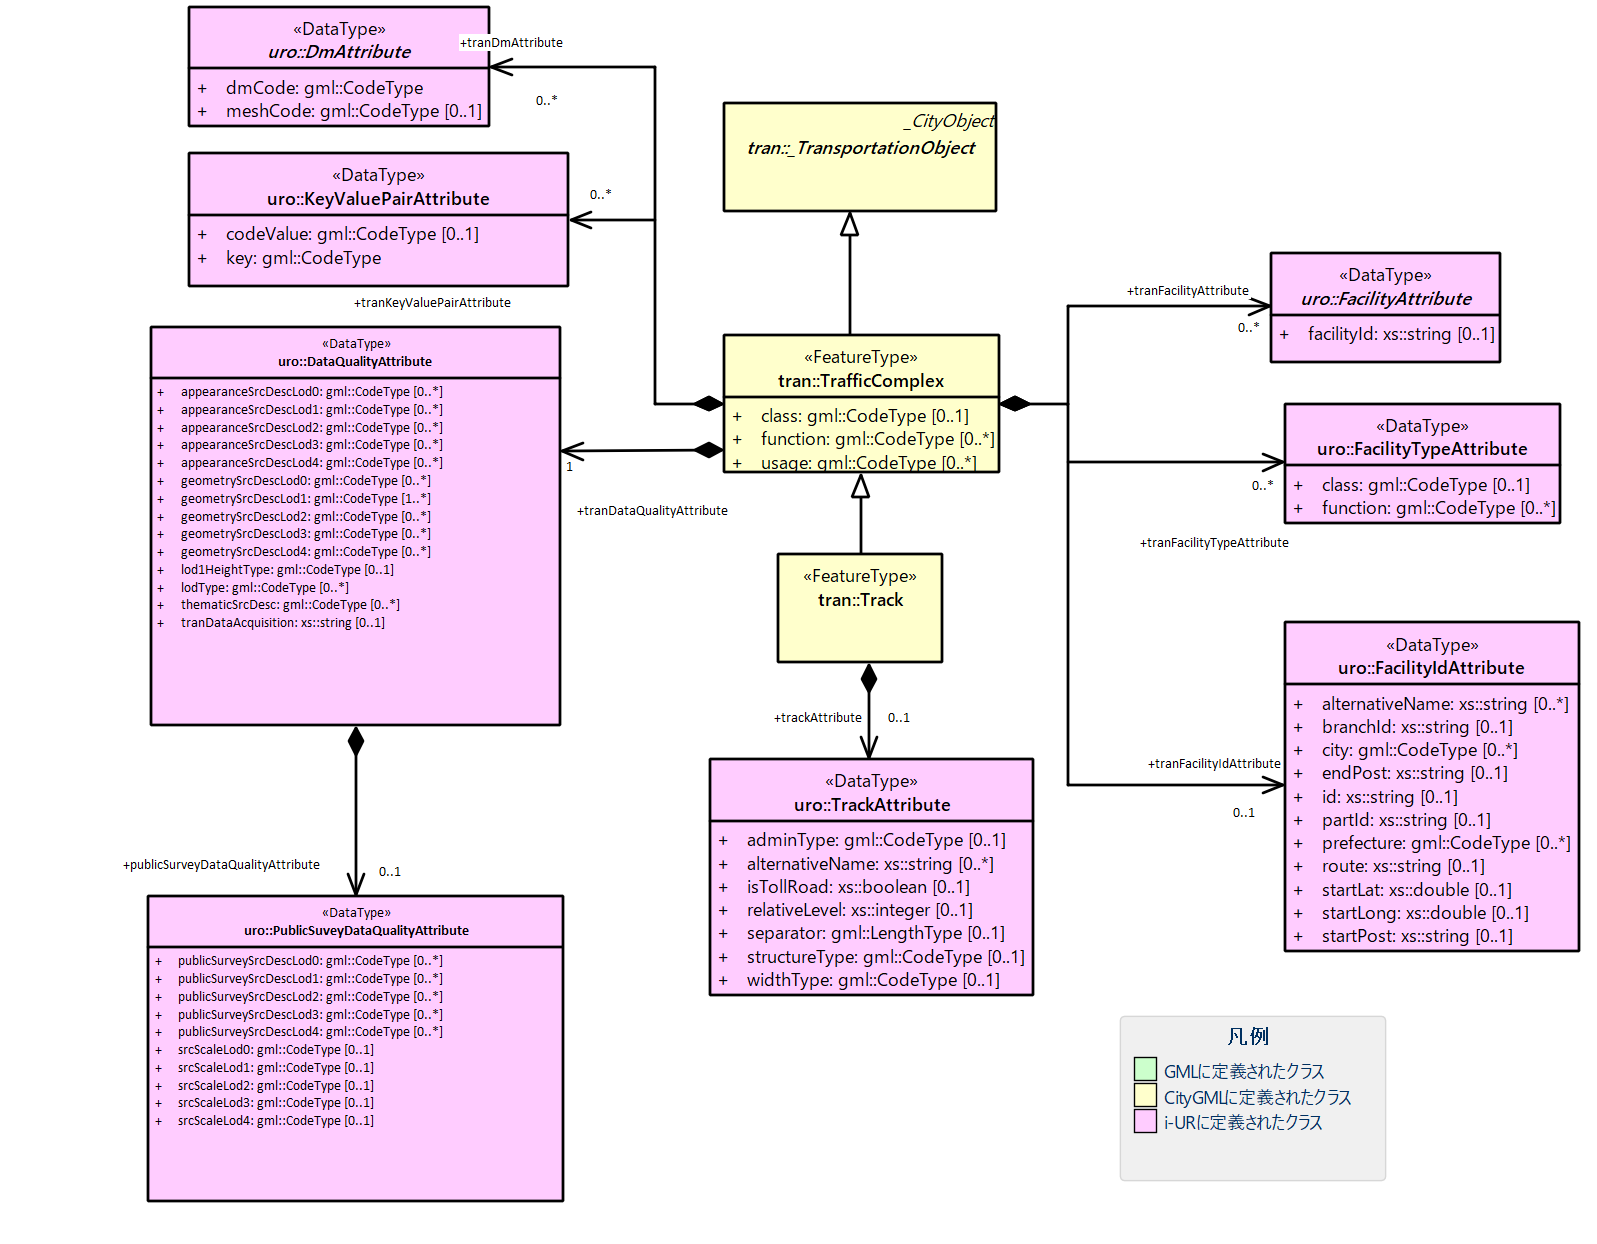 «DataType»
uro::DmAttribute
+ dmCode: gml::CodeType
+ meshCode: gml::CodeType [0..1]
+tranDmAttribute
0..*
«DataType»
uro::KeyValuePairAttribute
+ codeValue: gml::CodeType [0..1]
+ key: gml::CodeType
0..*
+tranKeyValuePairAttribute
_CityObject
tran::_TransportationObject
«FeatureType»
tran::TrafficComplex
+ class: gml::CodeType [0..1]
+ function: gml::CodeType [0..*]
+ usage: gml::CodeType [0..*]
+tranFacilityAttribute
0..*
«DataType»
uro::FacilityAttribute
+ facilityId: xs::string [0..1]
«DataType»
uro::DataQualityAttribute
+ appearanceSrcDescLod0: gml::CodeType [0..*]
+ appearanceSrcDescLod1: gml::CodeType [0..*]
+ appearanceSrcDescLod2: gml::CodeType [0..*]
+ appearanceSrcDescLod3: gml::CodeType [0..*]
+ appearanceSrcDescLod4: gml::CodeType [0..*]
+ geometrySrcDescLod0: gml::CodeType [0..*]
+ geometrySrcDescLod1: gml::CodeType [1..*]
+ geometrySrcDescLod2: gml::CodeType [0..*]
+ geometrySrcDescLod3: gml::CodeType [0..*]
+ geometrySrcDescLod4: gml::CodeType [0..*]
+ lod1HeightType: gml::CodeType [0..1]
+ lodType: gml::CodeType [0..*]
+ thematicSrcDesc: gml::CodeType [0..*]
+ tranDataAcquisition: xs::string [0..1]
1
+tranDataQualityAttribute
«DataType»
uro::FacilityTypeAttribute
+ class: gml::CodeType [0..1]
+ function: gml::CodeType [0..*]
0..*
+tranFacilityTypeAttribute
«FeatureType»
tran::Track
+trackAttribute
0..1
«DataType»
uro::TrackAttribute
+ adminType: gml::CodeType [0..1]
+ alternativeName: xs::string [0..*]
+ isTollRoad: xs::boolean [0..1]
+ relativeLevel: xs::integer [0..1]
+ separator: gml::LengthType [0..1]
+ structureType: gml::CodeType [0..1]
+ widthType: gml::CodeType [0..1]
«DataType»
uro::FacilityIdAttribute
+ alternativeName: xs::string [0..*]
+ branchId: xs::string [0..1]
+ city: gml::CodeType [0..*]
+ endPost: xs::string [0..1]
+ id: xs::string [0..1]
+ partId: xs::string [0..1]
+ prefecture: gml::CodeType [0..*]
+ route: xs::string [0..1]
+ startLat: xs::double [0..1]
+ startLong: xs::double [0..1]
+ startPost: xs::string [0..1]
+tranFacilityIdAttribute
0..1
+publicSurveyDataQualityAttribute
0..1
«DataType»
uro::PublicSuveyDataQualityAttribute
+ publicSurveySrcDescLod0: gml::CodeType [0..*]
+ publicSurveySrcDescLod1: gml::CodeType [0..*]
+ publicSurveySrcDescLod2: gml::CodeType [0..*]
+ publicSurveySrcDescLod3: gml::CodeType [0..*]
+ publicSurveySrcDescLod4: gml::CodeType [0..*]
+ srcScaleLod0: gml::CodeType [0..1]
+ srcScaleLod1: gml::CodeType [0..1]
+ srcScaleLod2: gml::CodeType [0..1]
+ srcScaleLod3: gml::CodeType [0..1]
+ srcScaleLod4: gml::CodeType [0..1]
凡例
GMLに定義されたクラス
CityGMLに定義されたクラス
i-URに定義されたクラス